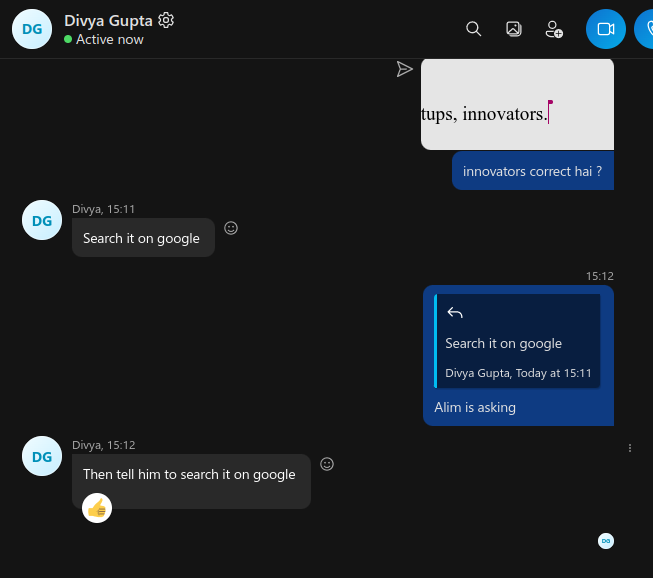 DG
Divya Gupta
Active now
tups, innovators.
innovators correct hai ?
Divya, 15:11
DG
Search it on google
15:12
Search it on google
Divya Gupta, Today at 15:11
Alim is asking
Divya, 15:12
DG
Then tell him to search it on google
DG